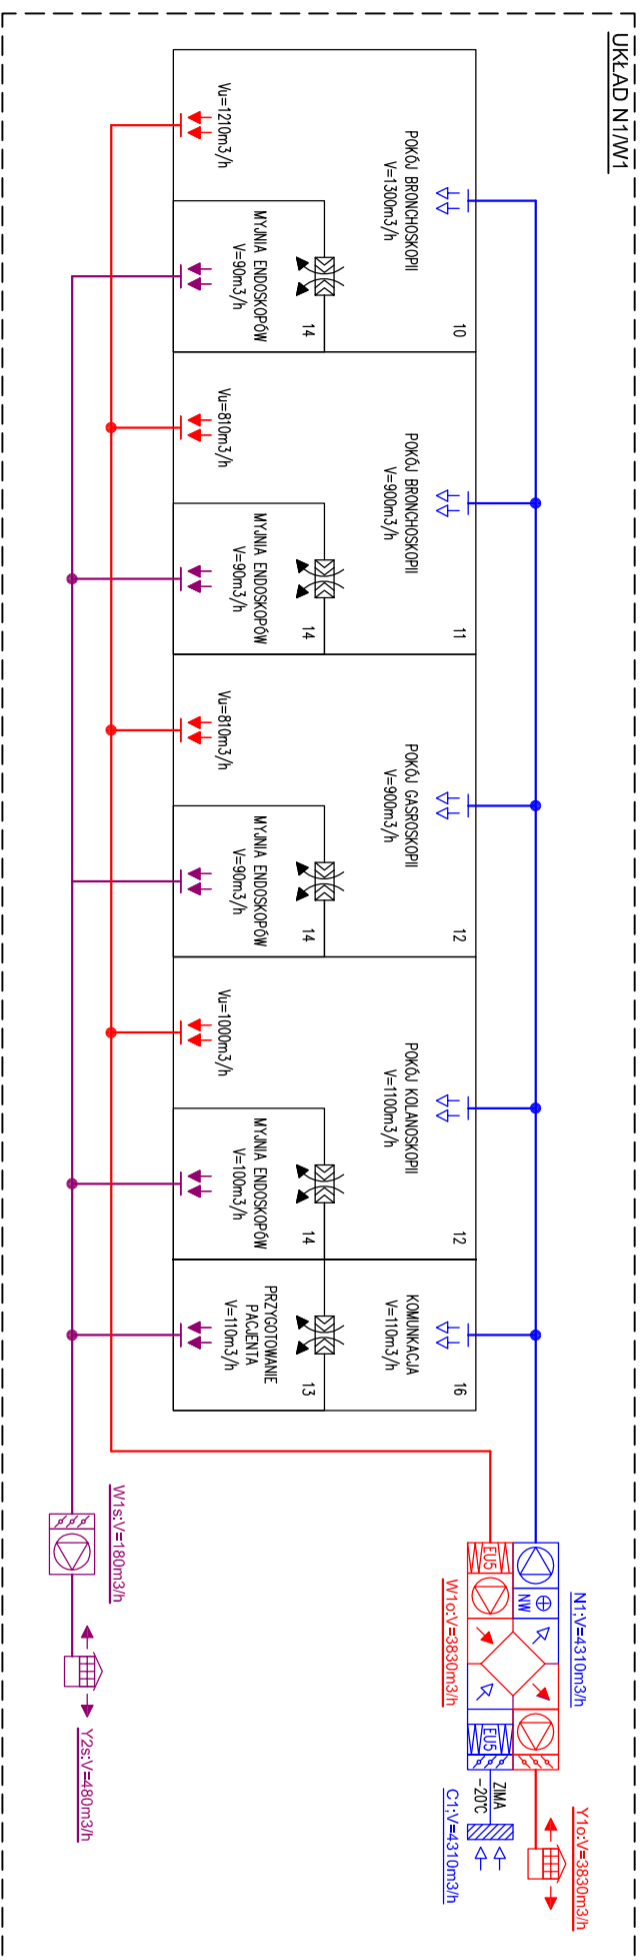 UKŁAD N1/W1
POKÓJ BRONCHOSKOPII
V=1300m3/h
10
Vu=1210m3/h
MYJNIA ENDOSKOPÓW
V=90m3/h
14
POKÓJ BRONCHOSKOPII
V=900m3/h
11
Vu=810m3/h
MYJNIA ENDOSKOPÓW
V=90m3/h
14
POKÓJ GASROSKOPII
V=900m3/h
12
Vu=810m3/h
MYJNIA ENDOSKOPÓW
V=90m3/h
14
POKÓJ KOLANOSKOPII
V=1100m3/h
12
Vu=1000m3/h
MYJNIA ENDOSKOPÓW
V=100m3/h
14
KOMUNKACJA
V=110m3/h
16
PRZYGOTOWANIE
PACJENTA
V=110m3/h
13
N1;V=4310m3/h
NW
EU5
EU5
W1o:V=3830m3/h
ZIMA
-20°C
C1;V=4310m3/h
Y1o:V=3830m3/h
W1s:V=180m3/h
Y2s:V=480m3/h